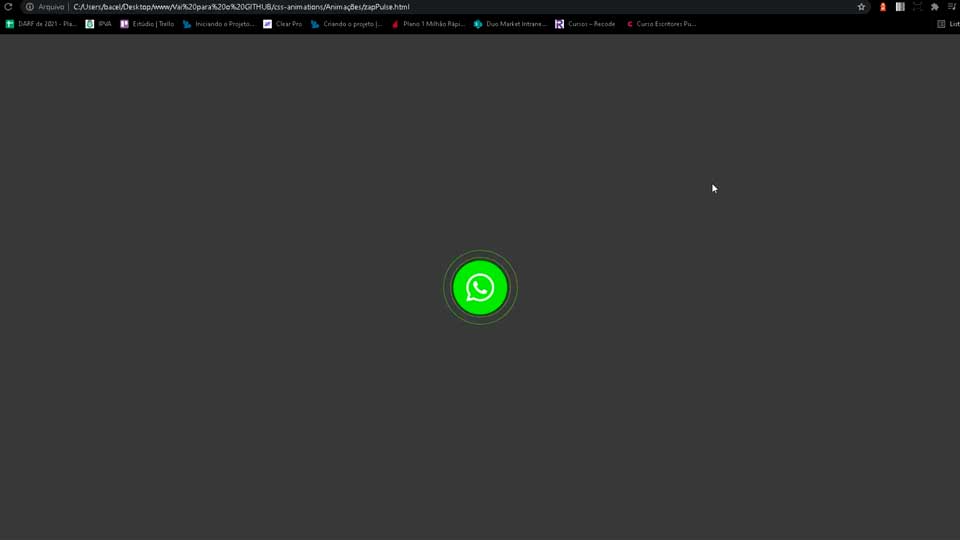 Arquivo | C:/Users/bacel/Desktop/www/Vai%20para%20o%20GITHUB/css-animations/Animações/zapPulse.html
DARF de 2021 - Pla... IPVA Estúdio | Trello Iniciando o Projeto... Clear Pro Criando o projeto |... Plano 1 Milhão Rápi... Duo Market Intrane... Cursos – Recode Curso Escritores Pu... List